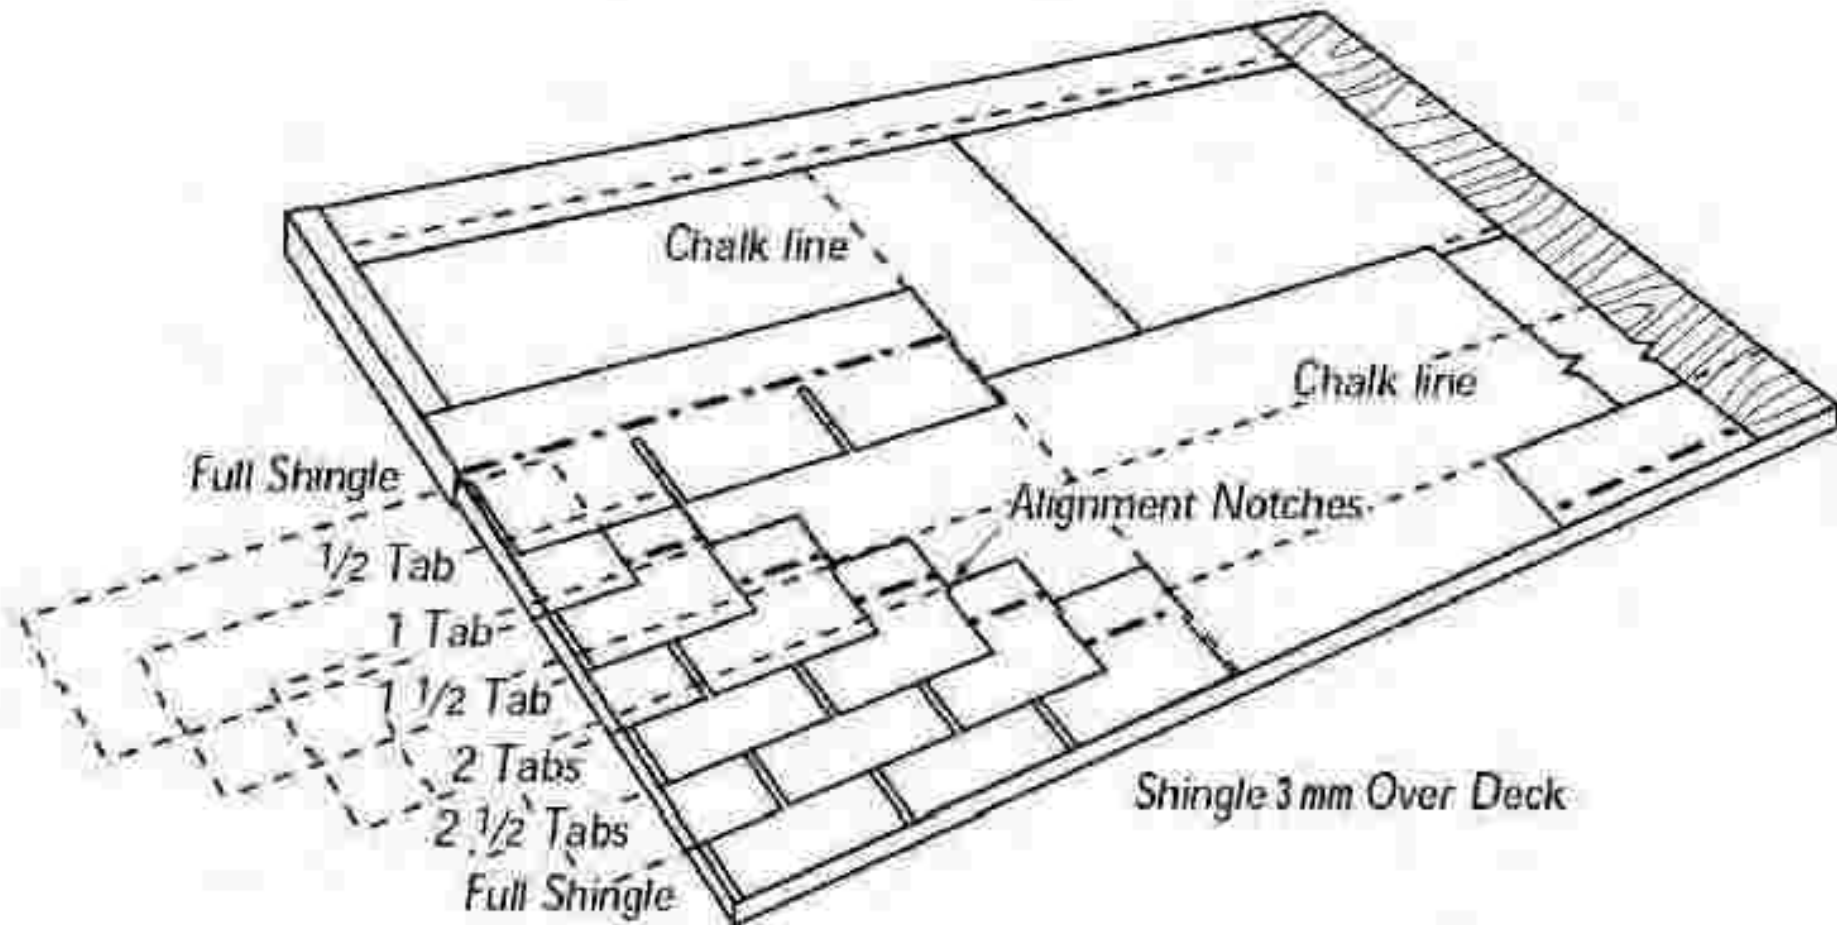 Chalk line
Chalk line
Full Shingle
Alignment Notches
1/2 Tab
1 Tab
1 1/2 Tab
2 Tabs
2 1/2 Tabs
Full Shingle
Shingle 3 mm Over Deck